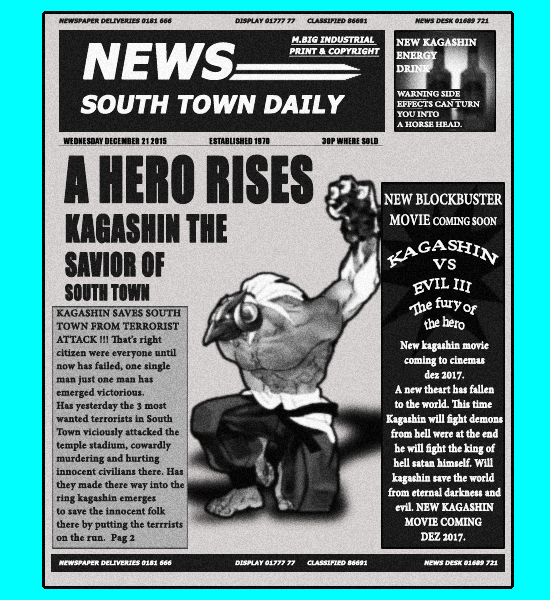 NEWSPAPER DELIVERIES 0181 666 DISPLAY 01777 77 CLASSIFIED 86691 NEWS DESK 01689 721
NEWS
M.BIG INDUSTRIAL
PRINT & COPYRIGHT
SOUTH TOWN DAILY
NEW KAGASHIN
ENERGY
DRINK
WARNING SIDE
EFFECTS CAN TURN
YOU INTO
A HORSE HEAD.
WEDNESDAY DECEMBER 21 2015 ESTABLISHED 1970 30P WHERE SOLD
A HERO RISES
KAGASHIN THE
SAVIOR OF
SOUTH TOWN
KAGASHIN SAVES SOUTH
TOWN FROM TERRORIST
ATTACK !!! That's right
citizen were everyone until
now has failed, one single
man just one man has
emerged victorious.
Has yesterday the 3 most
wanted terrorists in South
Town viciously attacked the
temple stadium, cowardly
murdering and hurting
innocent civilians there. Has
they made there way into the
ring kagashin emerges
to save the innocent folk
there by putting the terrrists
on the run. Pag 2
NEW BLOCKBUSTER
MOVIE COMING SOON
KAGASHIN
VS
EVIL III
The fury of
the hero
New kagashin movie
coming to cinemas
dez 2017.
A new theart has fallen
to the world. This time
Kagashin will fight demons
from hell were at the end
he will fight the king of
hell satan himself. Will
kagashin save the world
from eternal darkness and
evil. NEW KAGASHIN
MOVIE COMING
DEZ 2017.
NEWSPAPER DELIVERIES 0181 666 DISPLAY 01777 77 CLASSIFIED 86691 NEWS DESK 01689 721